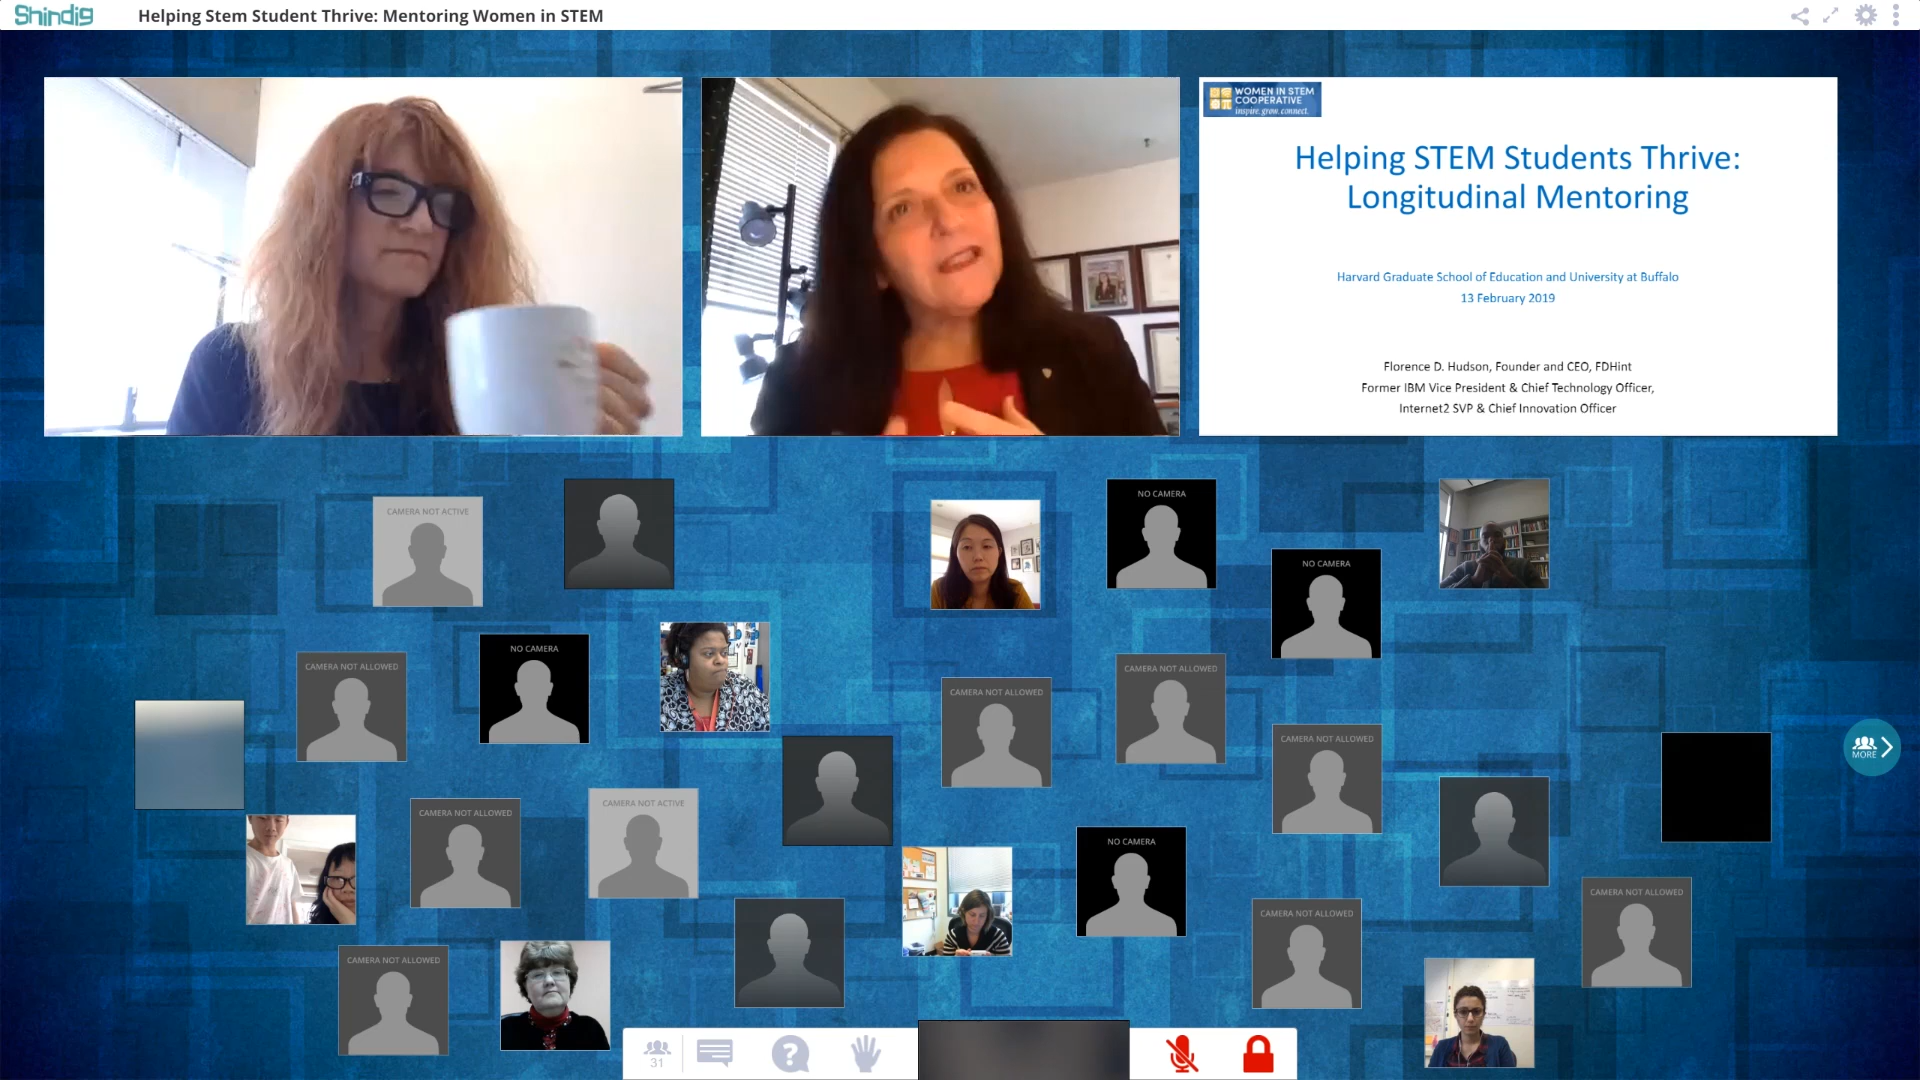 Shindig
Helping Stem Student Thrive: Mentoring Women in STEM
WOMEN IN STEM
COOPERATIVE
inspire. grow. connect.
Helping STEM Students Thrive:
Longitudinal Mentoring
Harvard Graduate School of Education and University at Buffalo
13 February 2019
Florence D. Hudson, Founder and CEO, FDHint
Former IBM Vice President & Chief Technology Officer,
Internet2 SVP & Chief Innovation Officer
CAMERA NOT ACTIVE
NO CAMERA
NO CAMERA
NO CAMERA
CAMERA NOT ALLOWED
CAMERA NOT ALLOWED
CAMERA NOT ALLOWED
CAMERA NOT ALLOWED
MORE
CAMERA NOT ACTIVE
CAMERA NOT ALLOWED
NO CAMERA
CAMERA NOT ALLOWED
CAMERA NOT ALLOWED
CAMERA NOT ALLOWED
31